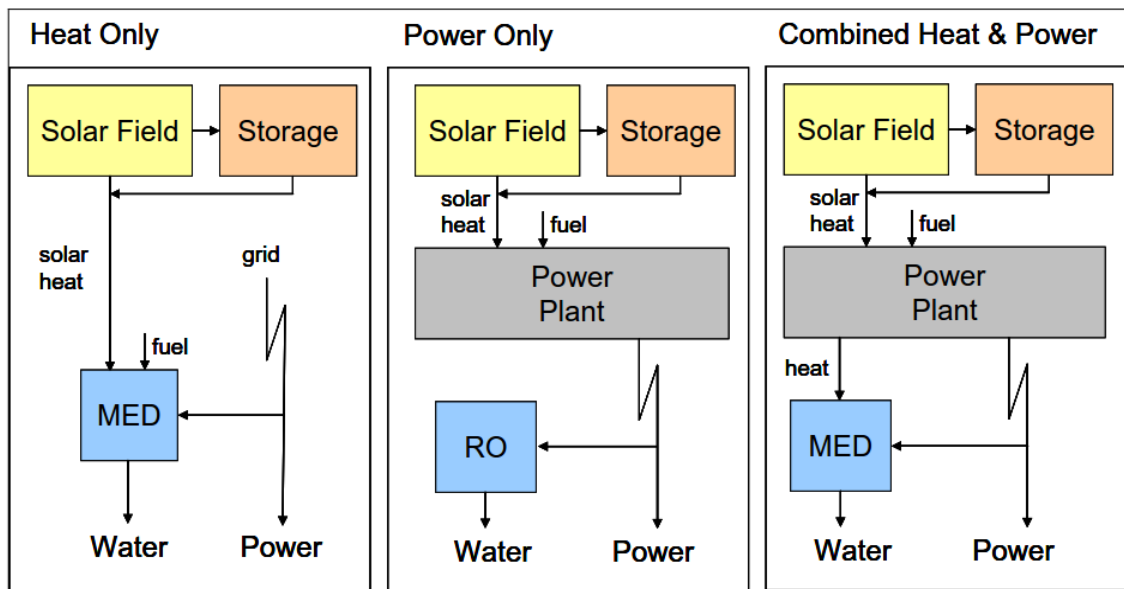 Heat Only
Solar Field
Storage
solar
heat
grid
fuel
MED
Water
Power
Power Only
Solar Field
Storage
solar
heat
fuel
Power
Plant
RO
Water
Power
Combined Heat & Power
Solar Field
Storage
solar
heat
fuel
Power
Plant
heat
MED
Water
Power